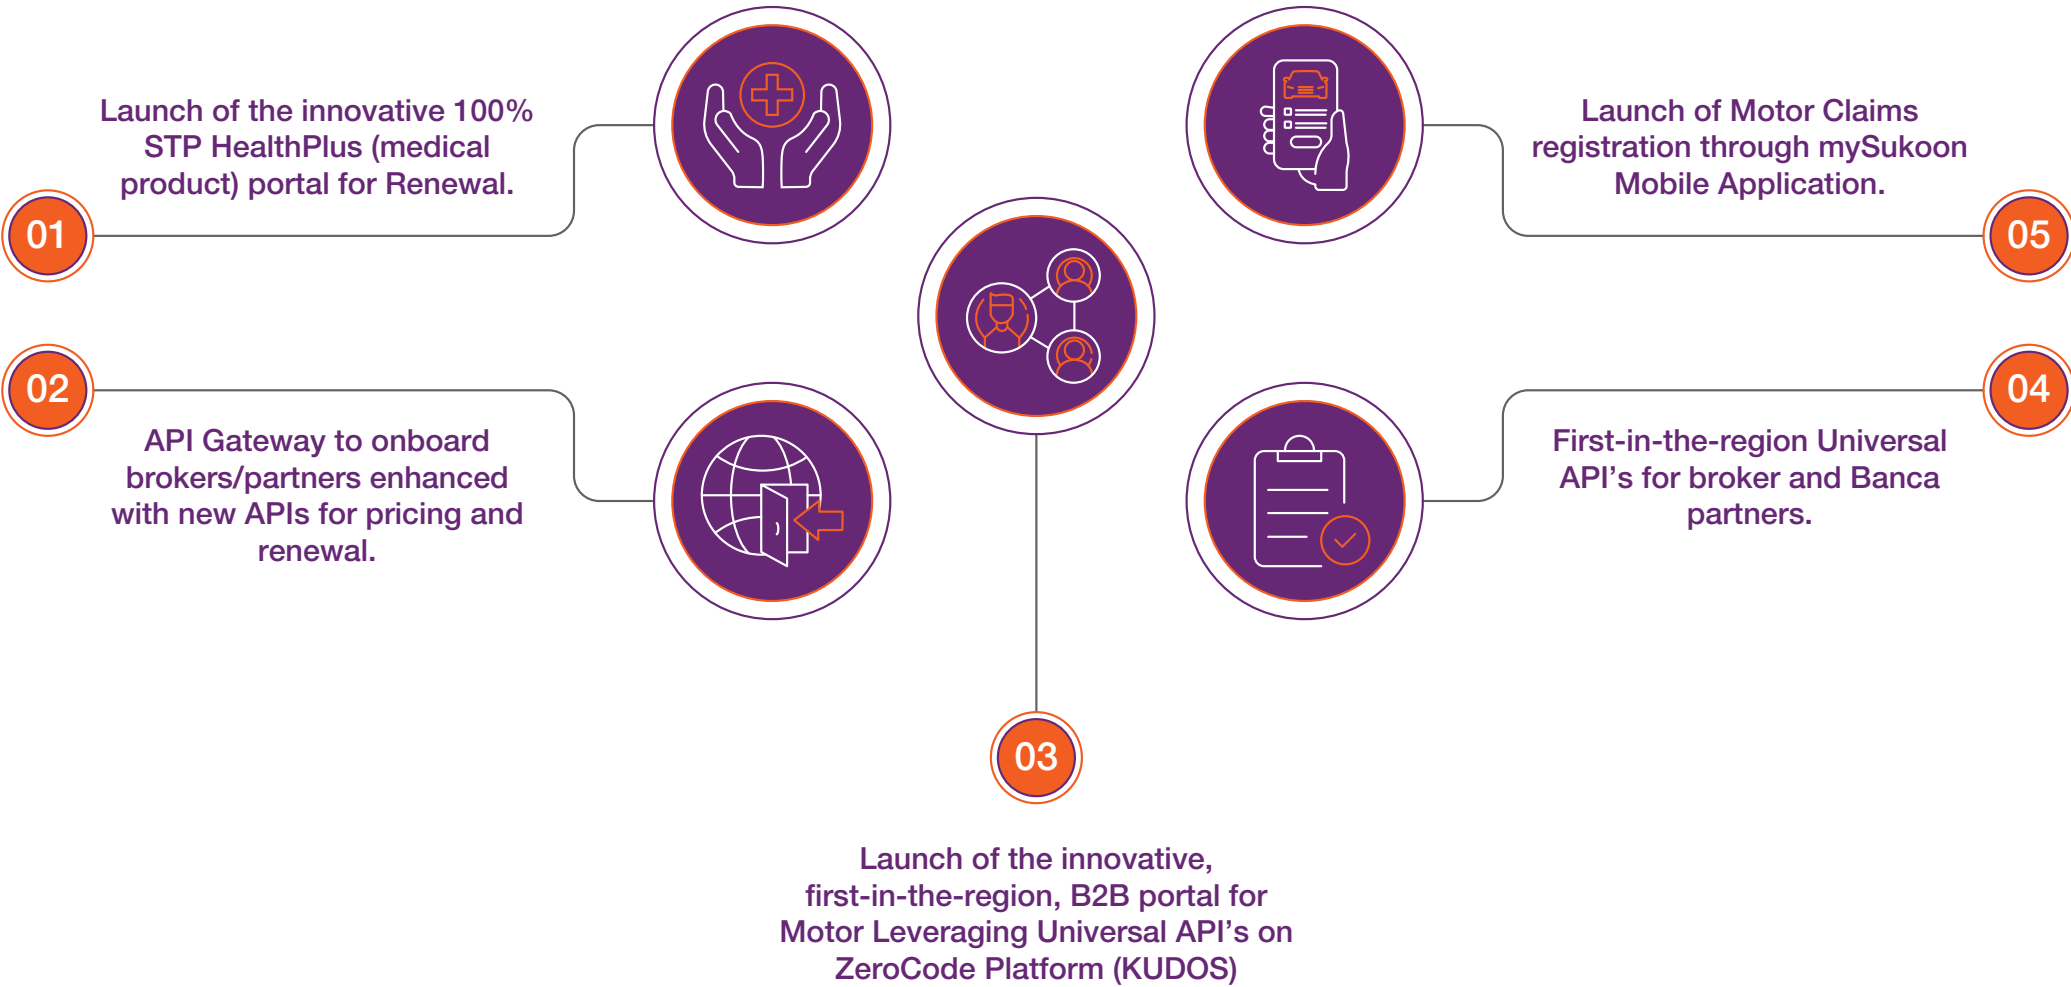 01
Launch of the innovative 100%
STP HealthPlus (medical
product) portal for Renewal.
02
API Gateway to onboard
brokers/partners enhanced
with new APIs for pricing and
renewal.
03
Launch of the innovative,
first-in-the-region, B2B portal for
Motor Leveraging Universal API’s on
ZeroCode Platform (KUDOS)
04
First-in-the-region Universal
API’s for broker and Banca
partners.
05
Launch of Motor Claims
registration through mySukoon
Mobile Application.